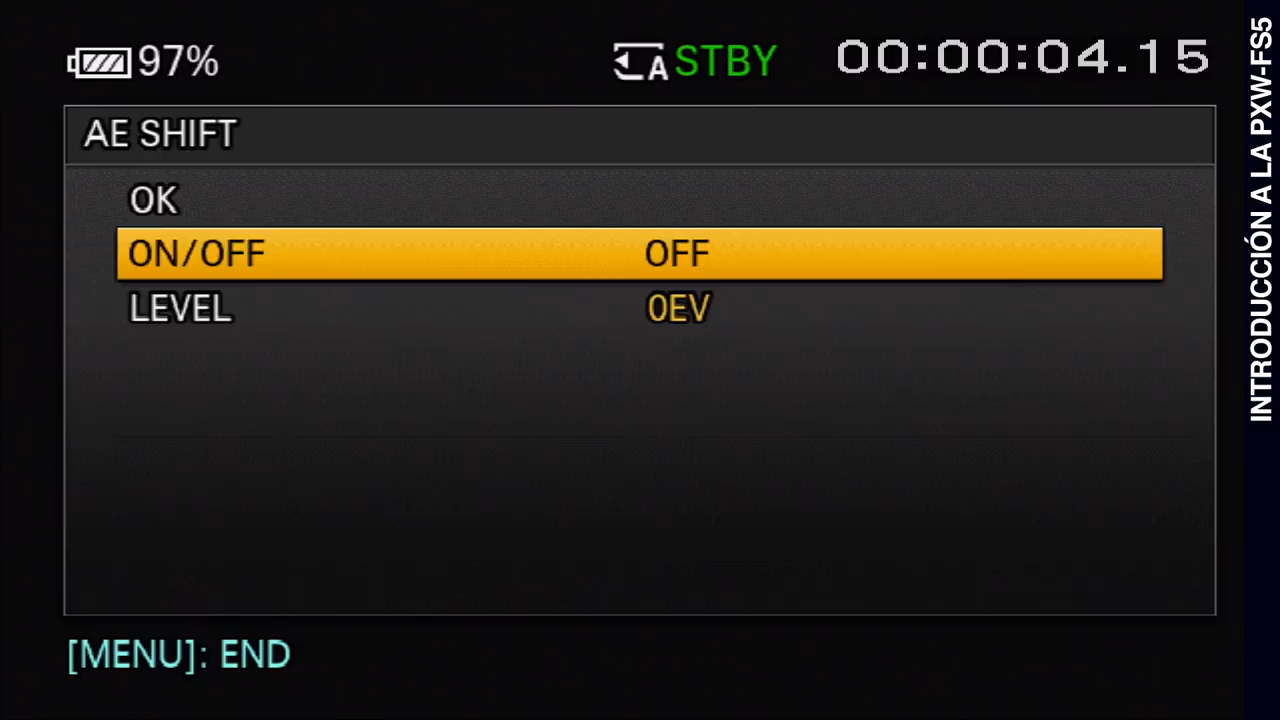 97%
A STBY
00:00:04.15
AE SHIFT
OK
ON/OFF OFF
LEVEL 0EV
[MENU]: END
INTRODUCCIÓN A LA PXW-FS5